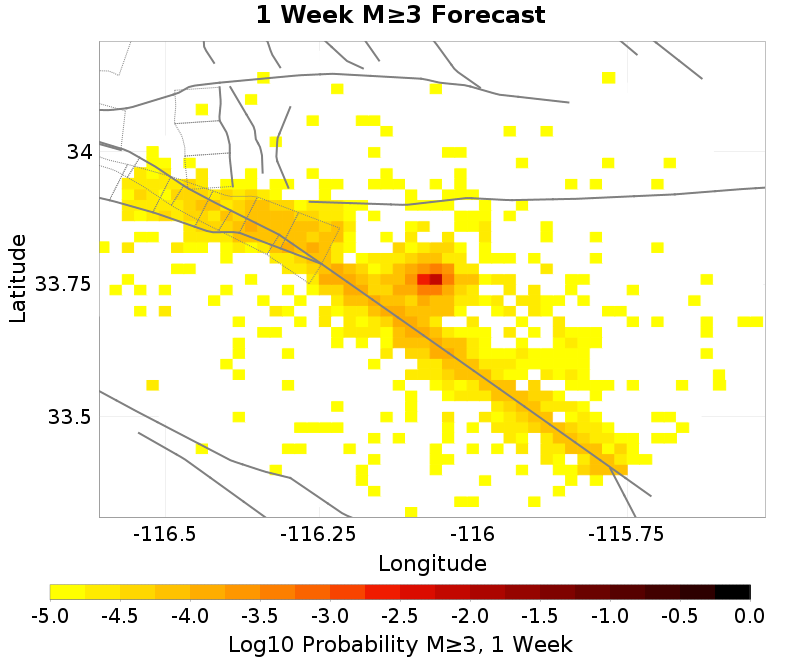 1 Week M≥3 Forecast
34
33.75
33.5
Latitude
-116.5 -116.25 -116 -115.75
Longitude
-5.0 -4.5 -4.0 -3.5 -3.0 -2.5 -2.0 -1.5 -1.0 -0.5 0.0
Log10 Probability M≥3, 1 Week